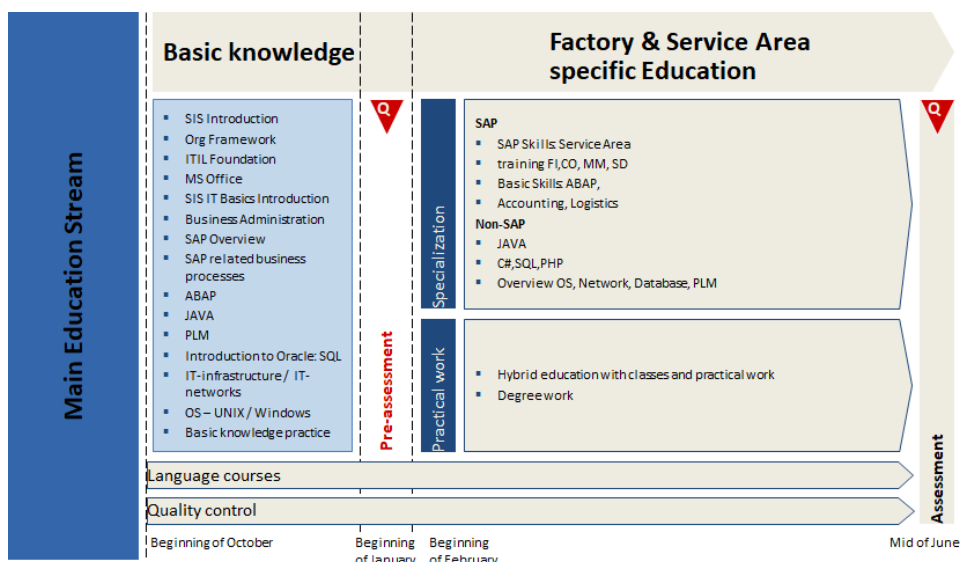 Main Education Stream
Basic knowledge
Factory & Service Area
specific Education
SIS Introduction
Org Framework
ITIL Foundation
MS Office
SIS IT Basics Introduction
Business Administration
SAP Overview
SAP related business
processes
ABAP
JAVA
PLM
Introduction to Oracle: SQL
IT-infrastructure / IT-
networks
OS – UNIX / Windows
Basic knowledge practice
Q
Pre-assessment
Specialization
SAP
SAP Skills: Service Area
training FI,CO, MM, SD
Basic Skills: ABAP,
Accounting, Logistics
Non-SAP
JAVA
C#,SQL,PHP
Overview OS, Network, Database, PLM
Practical work
Hybrid education with classes and practical work
Degree work
Q
Assessment
Language courses
Quality control
Beginning of October
Beginning
of January
Beginning
of February
Mid of June